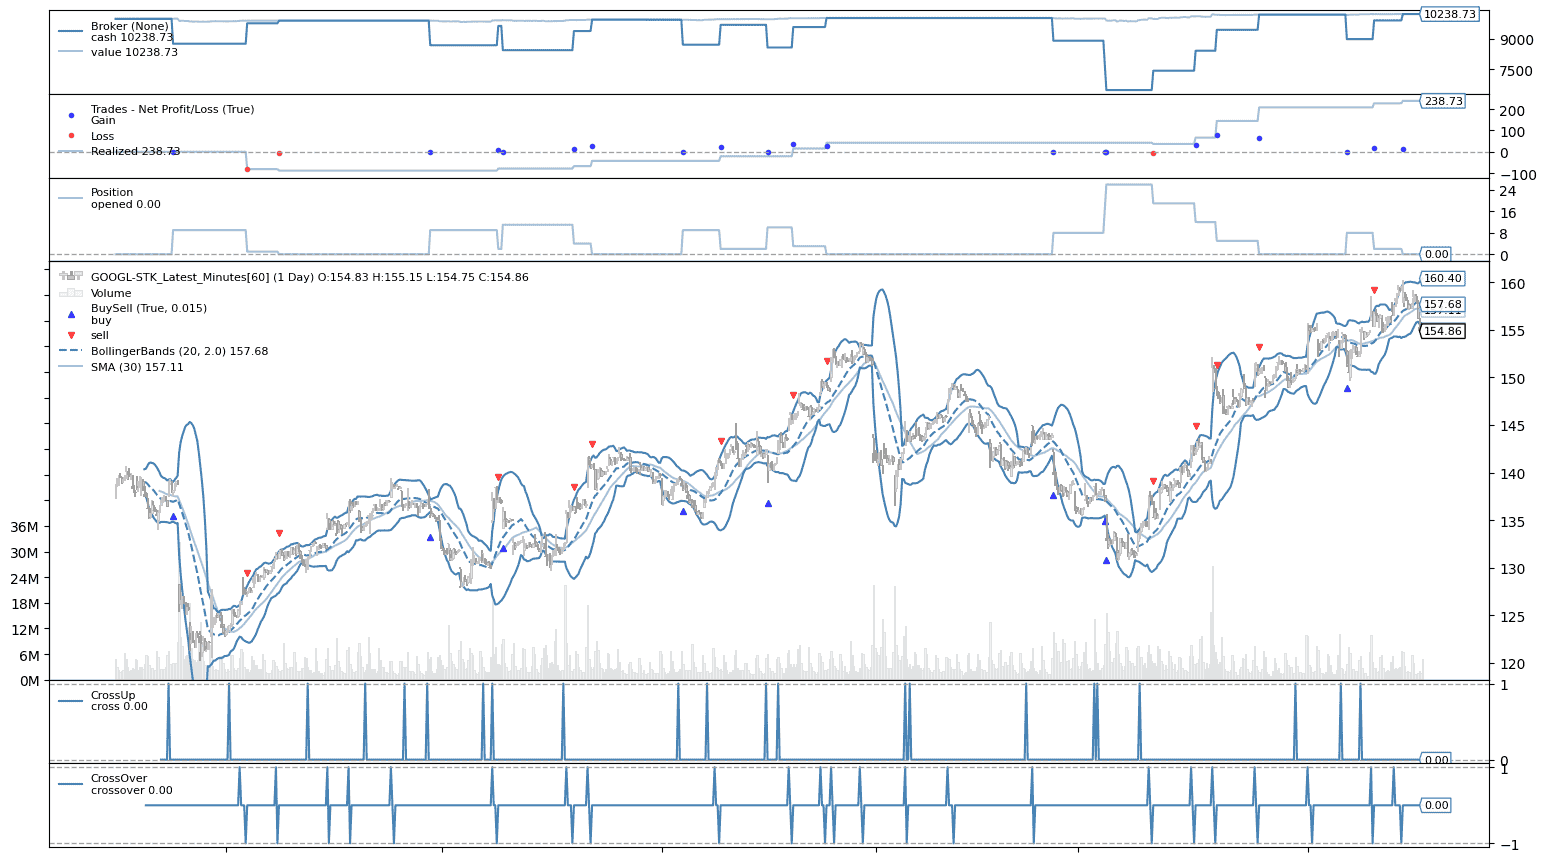 Broker (None)
cash 10238.73
value 10238.73
10238.73
9000
7500
Trades - Net Profit/Loss (True)
Gain
Loss
Realized 238.73
238.73
200
100
0
−100
Position
opened 0.00
24
16
8
0
0.00
GOOGL-STK_Latest_Minutes[60] (1 Day) O:154.83 H:155.15 L:154.75 C:154.86
Volume
BuySell (True, 0.015)
buy
sell
BollingerBands (20, 2.0) 157.68
SMA (30) 157.11
160.40
157.68
157.11
154.86
160
155
150
145
140
135
130
125
120
36M
30M
24M
18M
12M
6M
0M
CrossUp
cross 0.00
1
0
0.00
CrossOver
crossover 0.00
1
0.00
−1